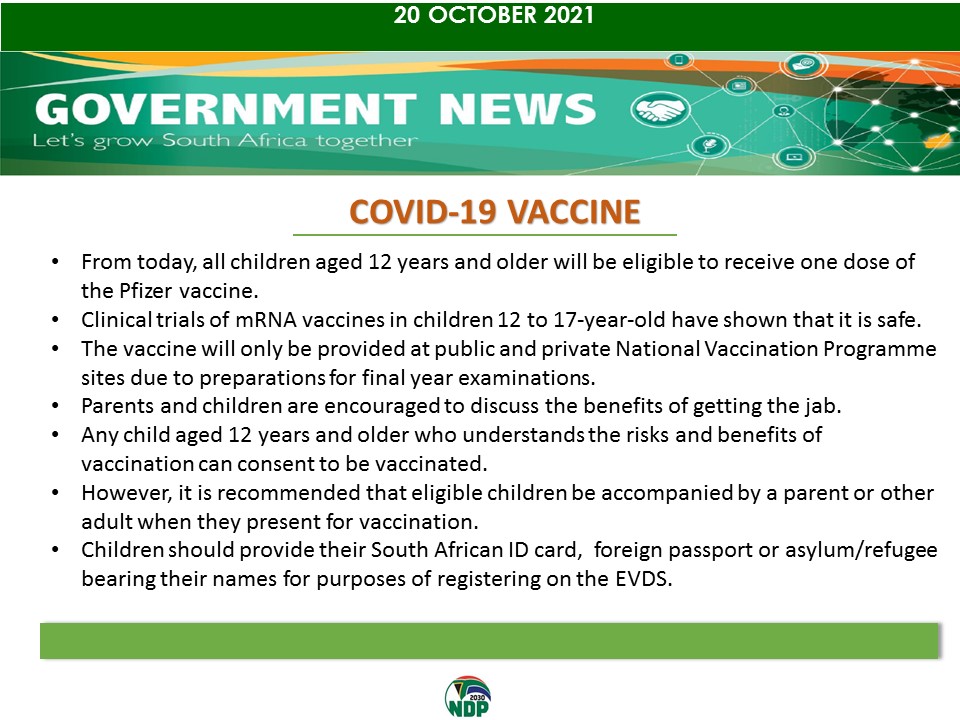 20 OCTOBER 2021
GOVERNMENT NEWS
Let's grow South Africa together
COVID-19 VACCINE
• From today, all children aged 12 years and older will be eligible to receive one dose of
the Pfizer vaccine.
• Clinical trials of mRNA vaccines in children 12 to 17-year-old have shown that it is safe.
• The vaccine will only be provided at public and private National Vaccination Programme
sites due to preparations for final year examinations.
• Parents and children are encouraged to discuss the benefits of getting the jab.
• Any child aged 12 years and older who understands the risks and benefits of
vaccination can consent to be vaccinated.
• However, it is recommended that eligible children be accompanied by a parent or other
adult when they present for vaccination.
• Children should provide their South African ID card,  foreign passport or asylum/refugee
bearing their names for purposes of registering on the EVDS.
2030
NDP